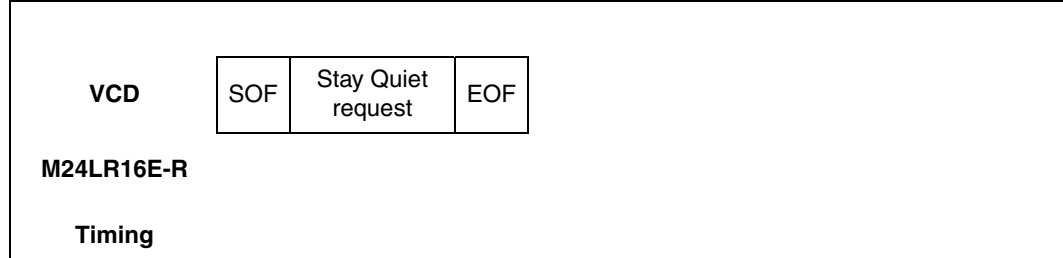 VCD
SOF
Stay Quiet
request
EOF
M24LR16E-R
Timing